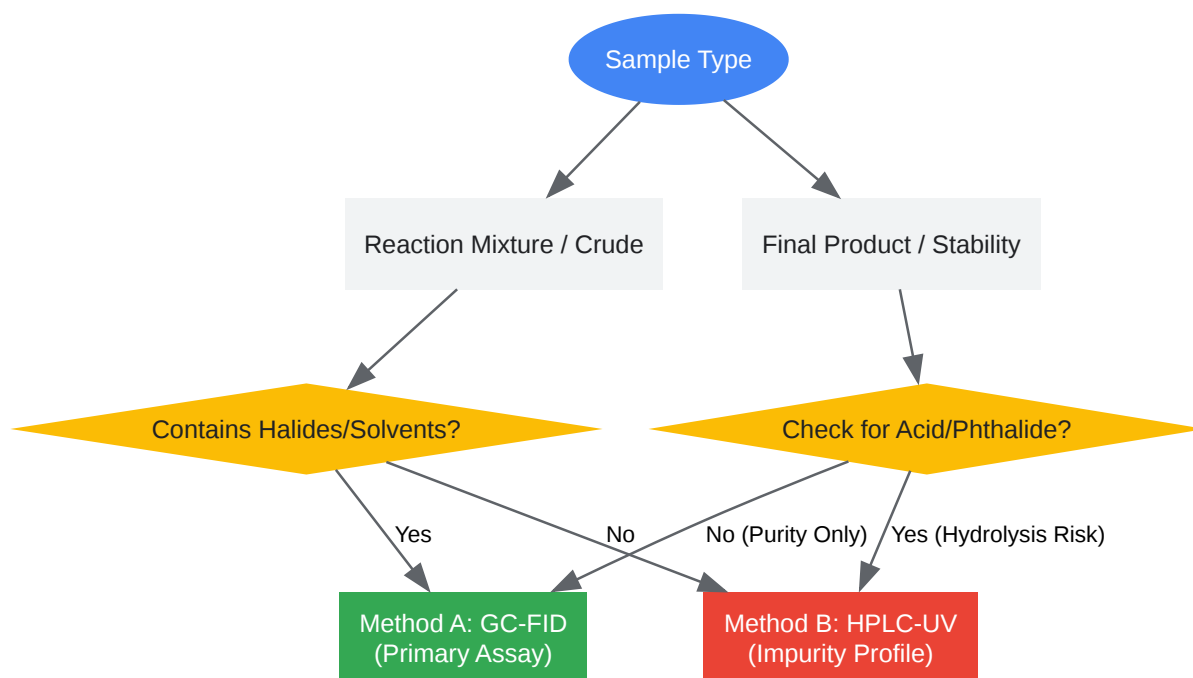 Sample Type
Reaction Mixture / Crude
Final Product / Stability
Contains Halides/Solvents?
Check for Acid/Phthalide?
Yes
No
No (Purity Only)
Yes (Hydrolysis Risk)
Method A: GC-FID
(Primary Assay)
Method B: HPLC-UV
(Impurity Profile)